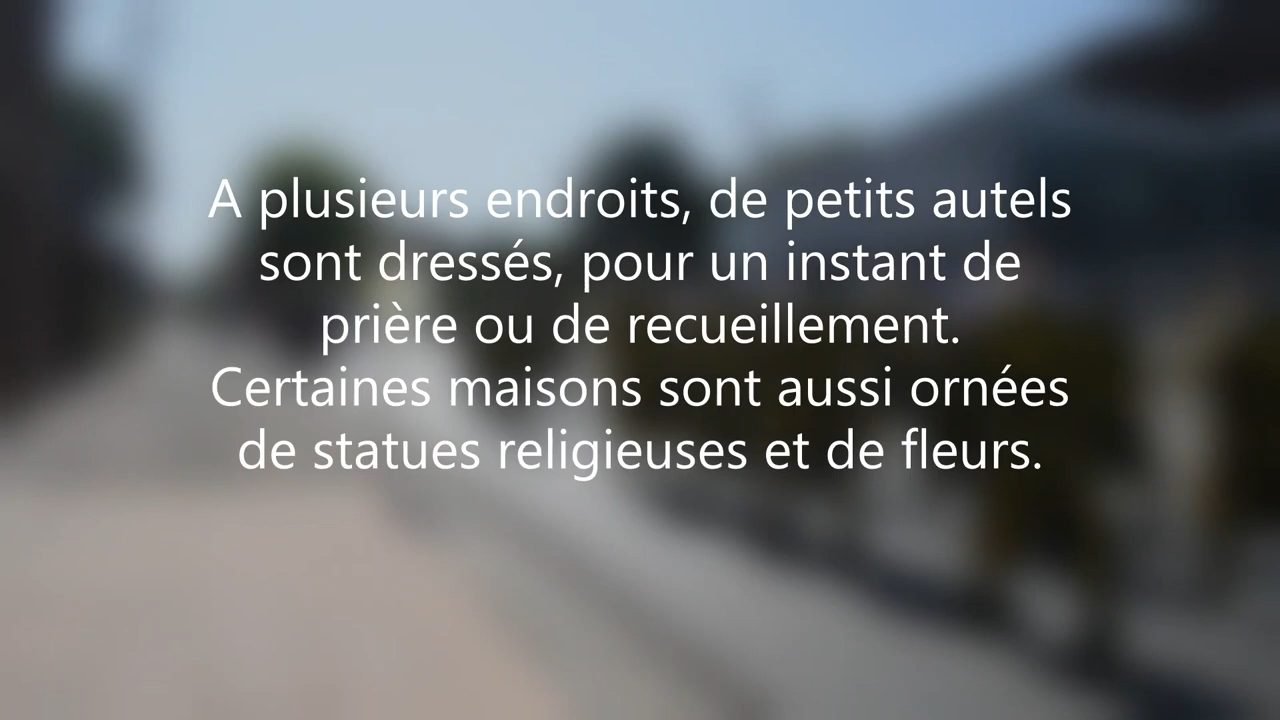 A plusieurs endroits, de petits autels
sont dressés, pour un instant de
prière ou de recueillement.
Certaines maisons sont aussi ornées
de statues religieuses et de fleurs.